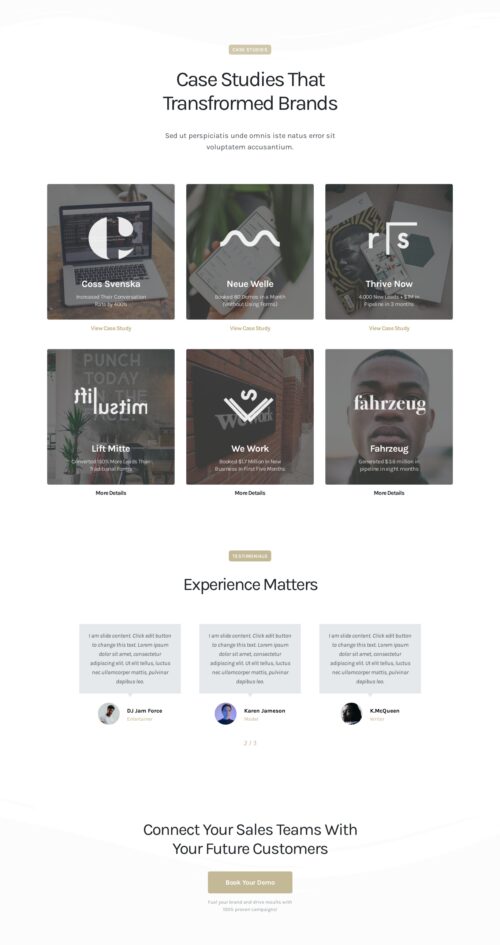 CASE STUDIES
Case Studies That
Transfrormed Brands
Sed ut perspiciatis unde omnis iste natus error sit
voluptatem accusantium.
Coss Svenska
Increased Their Conversation
Rate by 400%
View Case Study
Neue Welle
Booked 80 Demos in a Month
(Without Using Forms)
View Case Study
rs
Thrive Now
4.000 New Leads + $1M in
Pipeline in 3 months
View Case Study
PUNCH
TODAY
IN THE
FACE
Lift Mitte
Converted 150% More Leads Than
Traditional Forms
More Details
We Work
Booked $1.7 Million in New
Business in First Five Months
More Details
fahrzeug
Fahrzeug
Generated $3.6 million in
pipeline in eight months
More Details
TESTIMONIALS
Experience Matters
I am slide content. Click edit button
to change this text. Lorem ipsum
dolor sit amet, consectetur
adipiscing elit. Ut elit tellus, luctus
nec ullamcorper mattis, pulvinar
dapibus leo.
DJ Jam Force
Entertainer
I am slide content. Click edit button
to change this text. Lorem ipsum
dolor sit amet, consectetur
adipiscing elit. Ut elit tellus, luctus
nec ullamcorper mattis, pulvinar
dapibus leo.
Karen Jameson
Model
I am slide content. Click edit button
to change this text. Lorem ipsum
dolor sit amet, consectetur
adipiscing elit. Ut elit tellus, luctus
nec ullamcorper mattis, pulvinar
dapibus leo.
K.McQueen
Writer
2 / 3
Connect Your Sales Teams With
Your Future Customers
Book Your Demo
Fuel your brand and drive results with
100% proven campaigns!